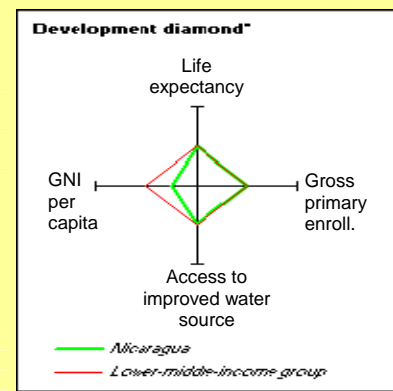 Development diamond*
Life
expectancy
GNI
per
capita
Gross
primary
enroll.
Access to
improved water
source
Nicaragua
Lower-middle-income group